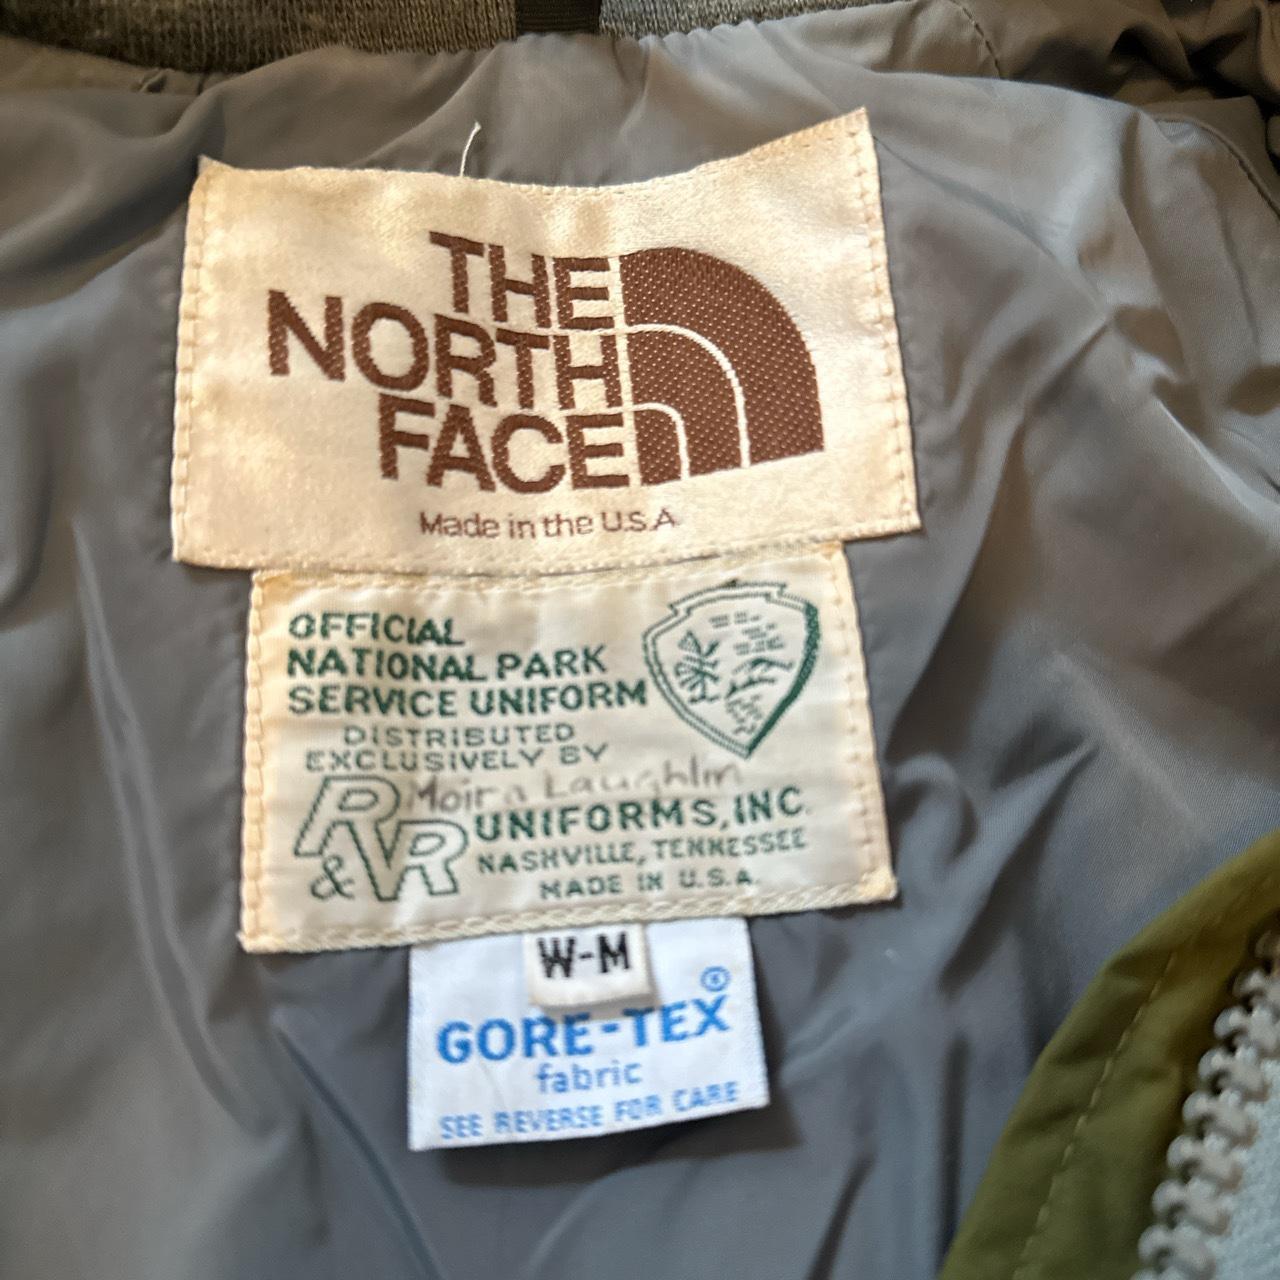 THE
NORTH
FACE
Made in the U.S.A
OFFICIAL
NATIONAL PARK
SERVICE UNIFORM
DISTRIBUTED
EXCLUSIVELY BY
Moira Laughlin
R&R
UNIFORMS, INC.
NASHVILLE, TENNESSEE
MADE IN U.S.A.
W-M
GORE-TEX®
fabric
SEE REVERSE FOR CARE